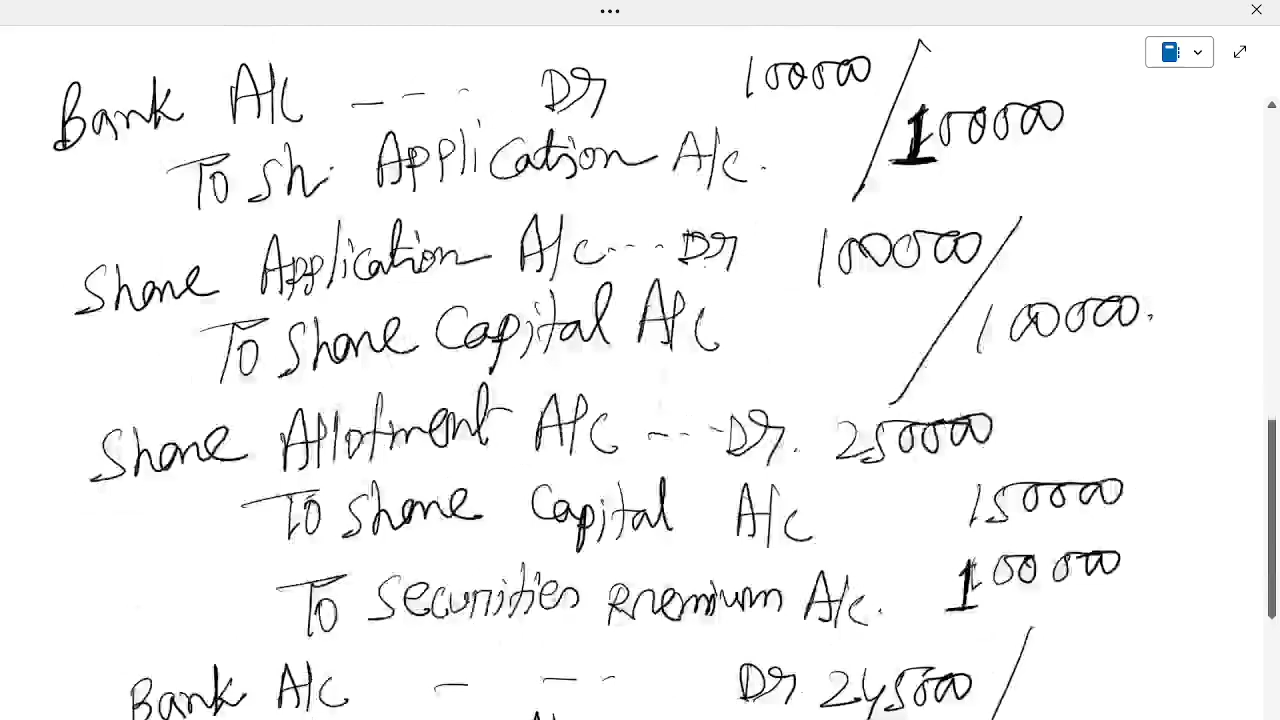 Bank A/c ---- Dr 100000
To Sh. Application A/c. 100000
Share Application A/c---- Dr 100000
To Share Capital A/c 100000.
Share Allotment A/c ---- Dr. 250000
To Share Capital A/c 150000
To Securities Premium A/c. 100000
Bank A/c - -- - Dr. 245000